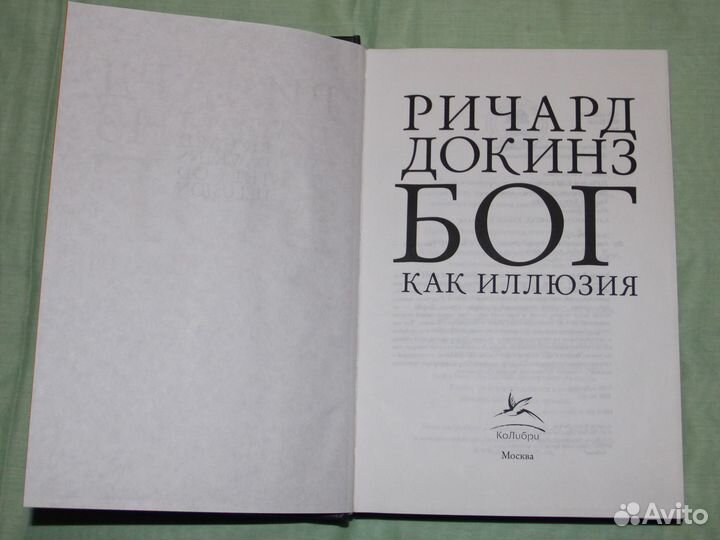 РИЧАРД
ДОКИНЗ
БОГ
КАК ИЛЛЮЗИЯ
КоЛибри
Москва
Avito